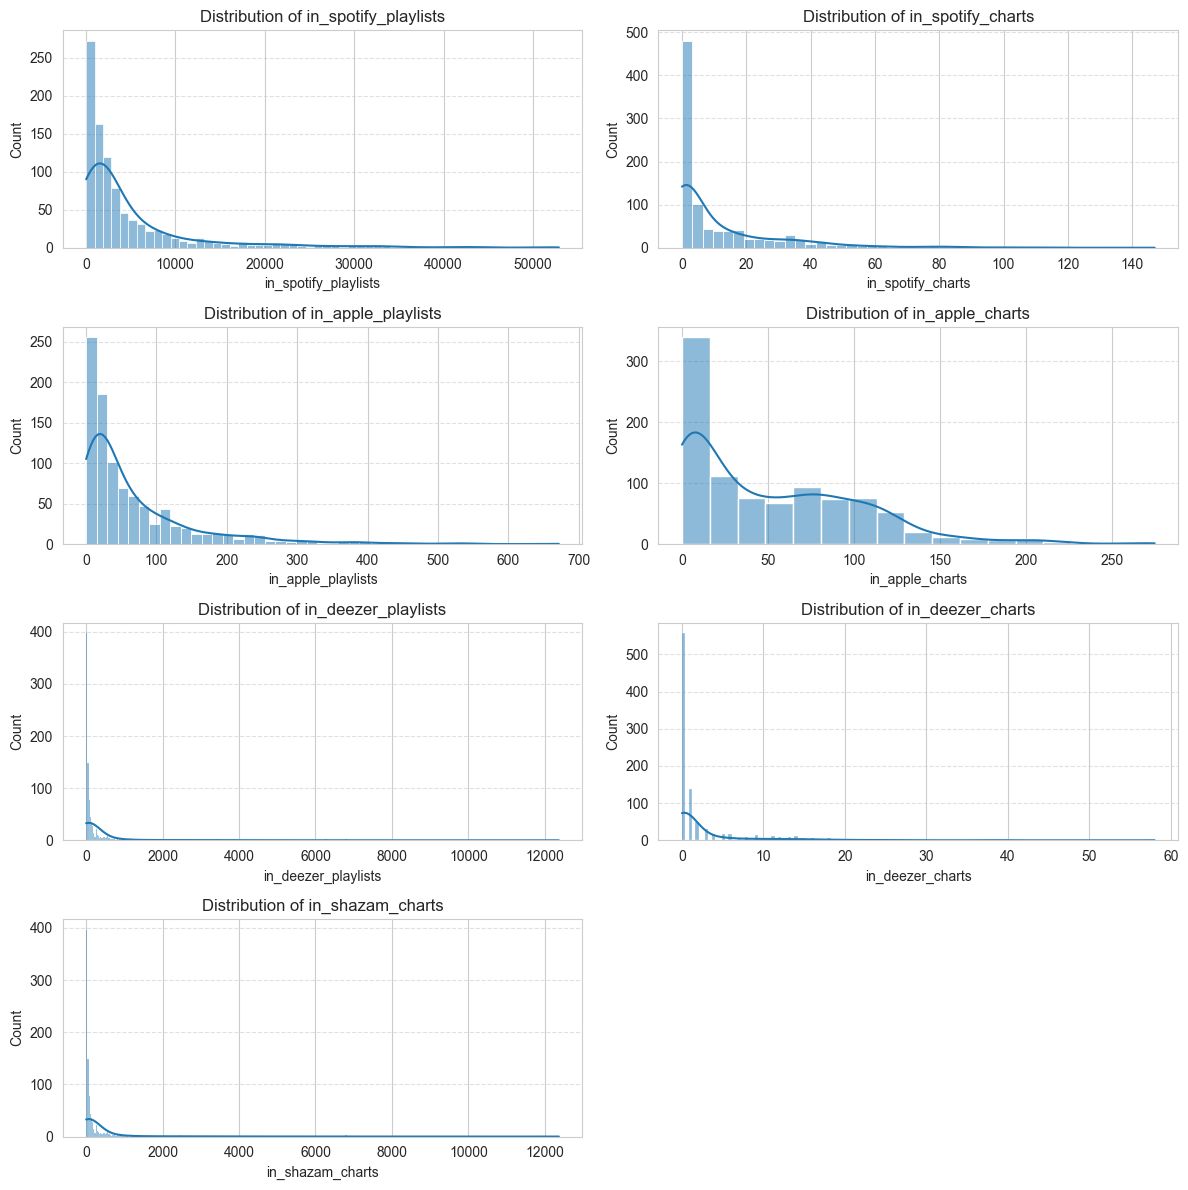 Distribution of in_spotify_playlists
250
200
150
100
50
0
Count
0 10000 20000 30000 40000 50000
in_spotify_playlists
Distribution of in_spotify_charts
500
400
300
200
100
0
Count
0 20 40 60 80 100 120 140
in_spotify_charts
Distribution of in_apple_playlists
250
200
150
100
50
0
Count
0 100 200 300 400 500 600 700
in_apple_playlists
Distribution of in_apple_charts
300
200
100
0
Count
0 50 100 150 200 250
in_apple_charts
Distribution of in_deezer_playlists
400
300
200
100
0
Count
0 2000 4000 6000 8000 10000 12000
in_deezer_playlists
Distribution of in_deezer_charts
500
400
300
200
100
0
Count
0 10 20 30 40 50 60
in_deezer_charts
Distribution of in_shazam_charts
400
300
200
100
0
Count
0 2000 4000 6000 8000 10000 12000
in_shazam_charts